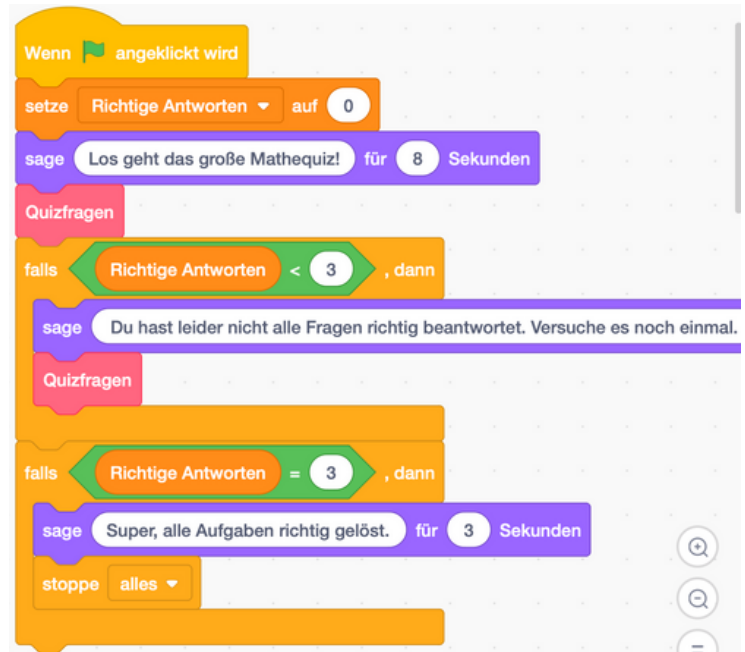 Wenn angeklickt wird
setze Richtige Antworten auf 0
sage Los geht das große Mathequiz! für 8 Sekunden
Quizfragen
falls Richtige Antworten < 3 , dann
sage Du hast leider nicht alle Fragen richtig beantwortet. Versuche es noch einmal.
Quizfragen
falls Richtige Antworten = 3 , dann
sage Super, alle Aufgaben richtig gelöst. für 3 Sekunden
stoppe alles